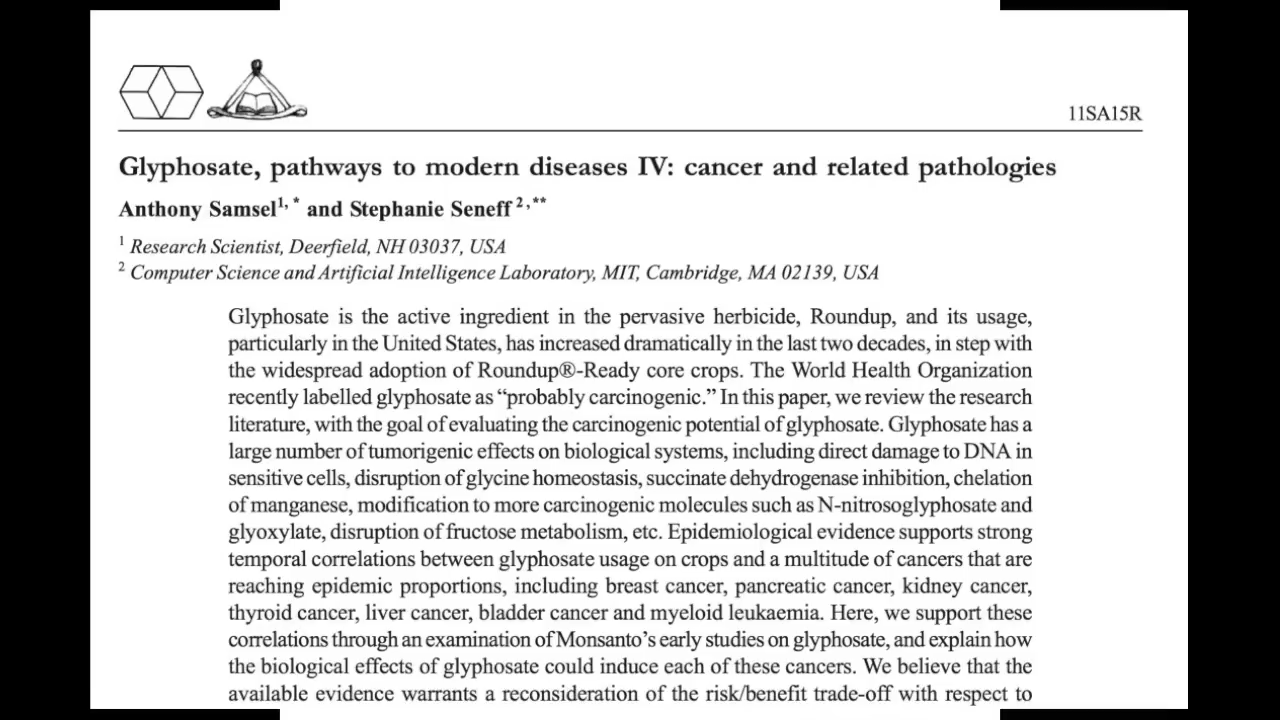 11SA15R
Glyphosate, pathways to modern diseases IV: cancer and related pathologies
Anthony Samsel1, * and Stephanie Seneff 2,**
1 Research Scientist, Deerfield, NH 03037, USA
2 Computer Science and Artificial Intelligence Laboratory, MIT, Cambridge, MA 02139, USA
Glyphosate is the active ingredient in the pervasive herbicide, Roundup, and its usage,
particularly in the United States, has increased dramatically in the last two decades, in step with
the widespread adoption of Roundup®-Ready core crops. The World Health Organization
recently labelled glyphosate as “probably carcinogenic.” In this paper, we review the research
literature, with the goal of evaluating the carcinogenic potential of glyphosate. Glyphosate has a
large number of tumorigenic effects on biological systems, including direct damage to DNA in
sensitive cells, disruption of glycine homeostasis, succinate dehydrogenase inhibition, chelation
of manganese, modification to more carcinogenic molecules such as N-nitrosoglyphosate and
glyoxylate, disruption of fructose metabolism, etc. Epidemiological evidence supports strong
temporal correlations between glyphosate usage on crops and a multitude of cancers that are
reaching epidemic proportions, including breast cancer, pancreatic cancer, kidney cancer,
thyroid cancer, liver cancer, bladder cancer and myeloid leukaemia. Here, we support these
correlations through an examination of Monsanto’s early studies on glyphosate, and explain how
the biological effects of glyphosate could induce each of these cancers. We believe that the
available evidence warrants a reconsideration of the risk/benefit trade-off with respect to